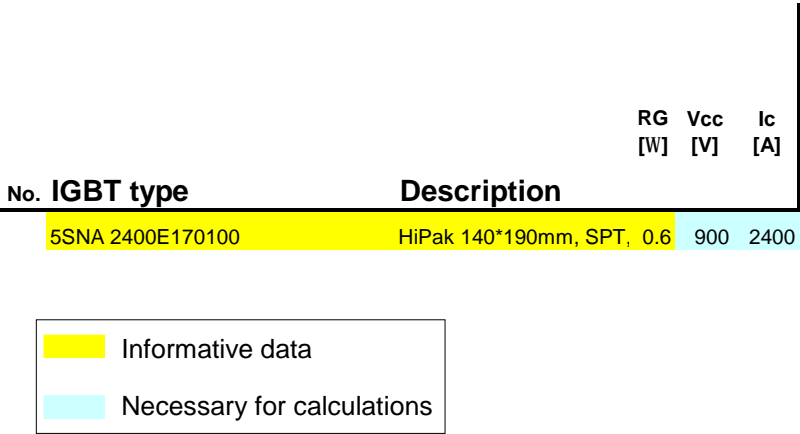 RG Vcc Ic
[W] [V] [A]
No. IGBT type Description
5SNA 2400E170100 HiPak 140*190mm, SPT, 0.6 900 2400
Informative data
Necessary for calculations